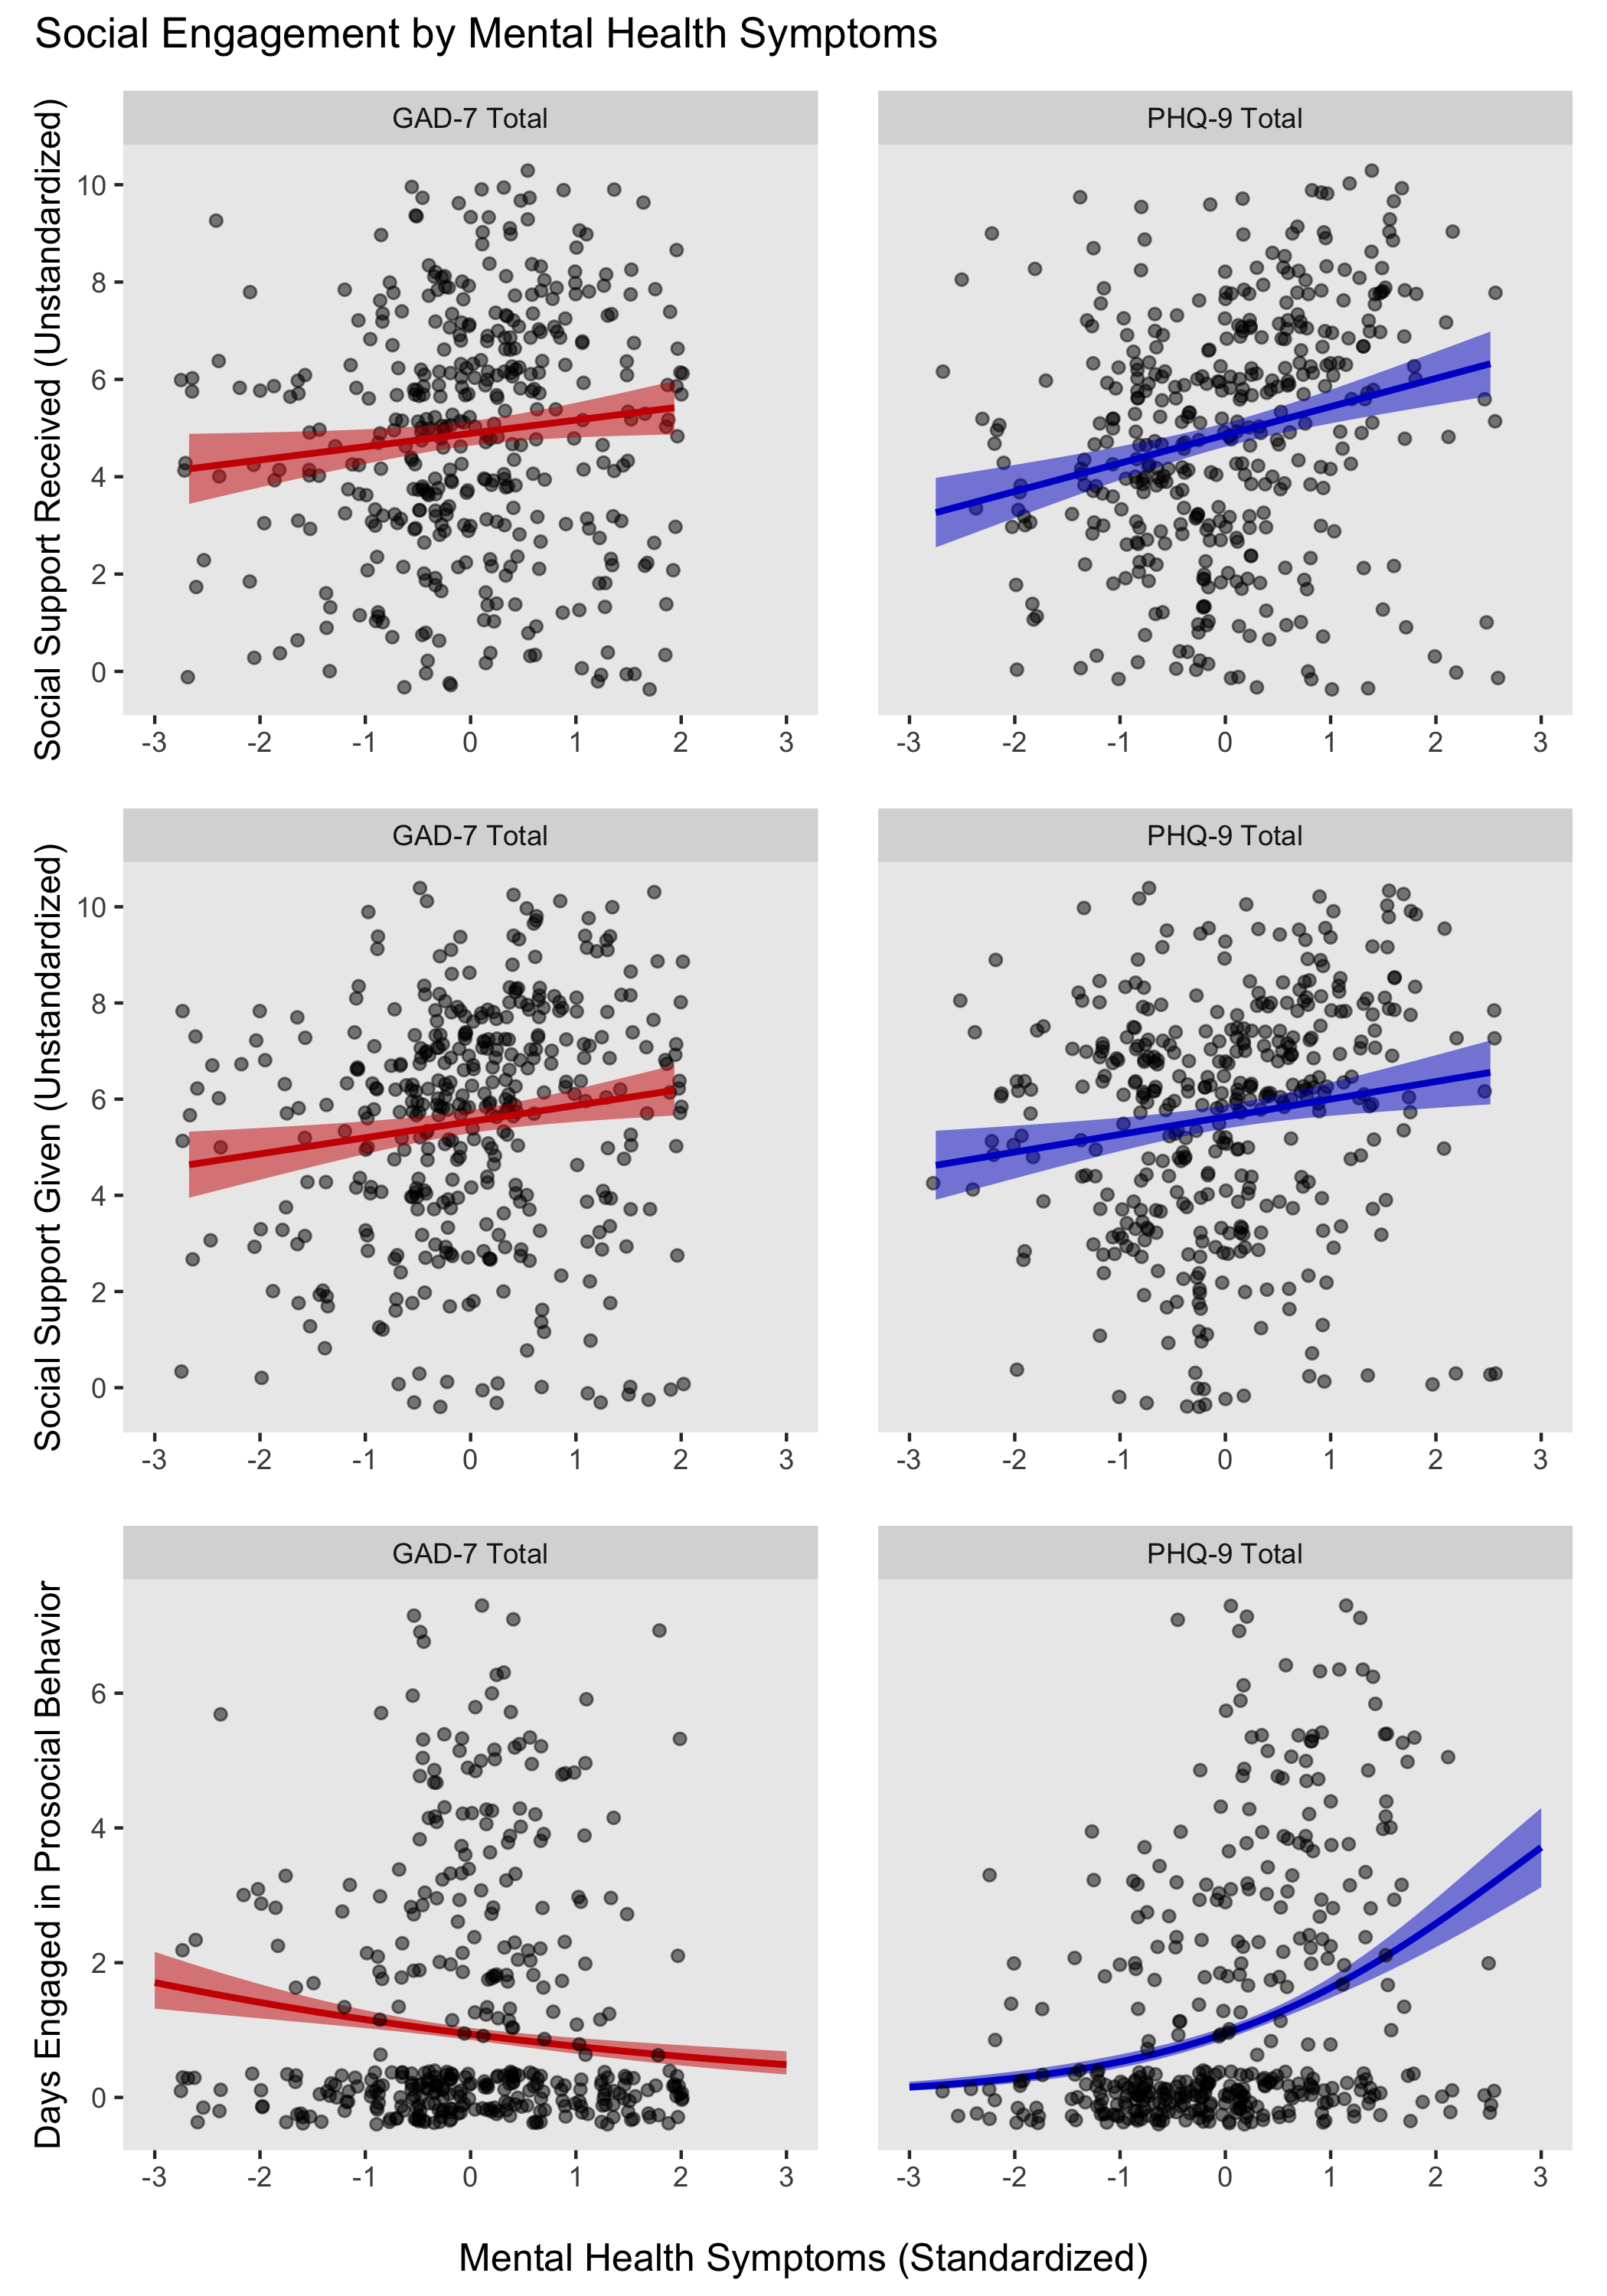 Social Engagement by Mental Health Symptoms
Social Support Received (Unstandardized)
GAD-7 Total
10
8
6
4
2
0
-3 -2 -1 0 1 2 3
PHQ-9 Total
-3 -2 -1 0 1 2 3
Social Support Given (Unstandardized)
GAD-7 Total
10
8
6
4
2
0
-3 -2 -1 0 1 2 3
PHQ-9 Total
-3 -2 -1 0 1 2 3
Days Engaged in Prosocial Behavior
GAD-7 Total
6
4
2
0
-3 -2 -1 0 1 2 3
PHQ-9 Total
-3 -2 -1 0 1 2 3
Mental Health Symptoms (Standardized)